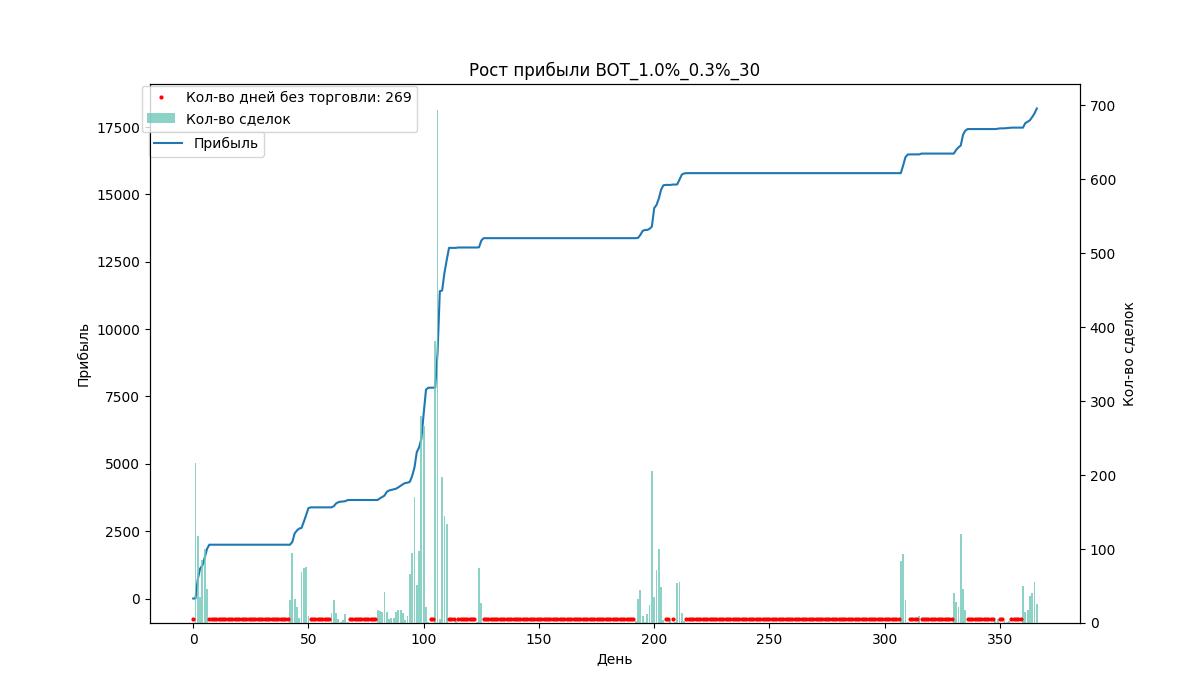 Рост прибыли BOT_1.0%_0.3%_30
Кол-во дней без торговли: 269
Кол-во сделок
Прибыль
17500
15000
12500
10000
7500
5000
2500
0
Прибыль
700
600
500
400
300
200
100
0
Кол-во сделок
0 50 100 150 200 250 300 350
День